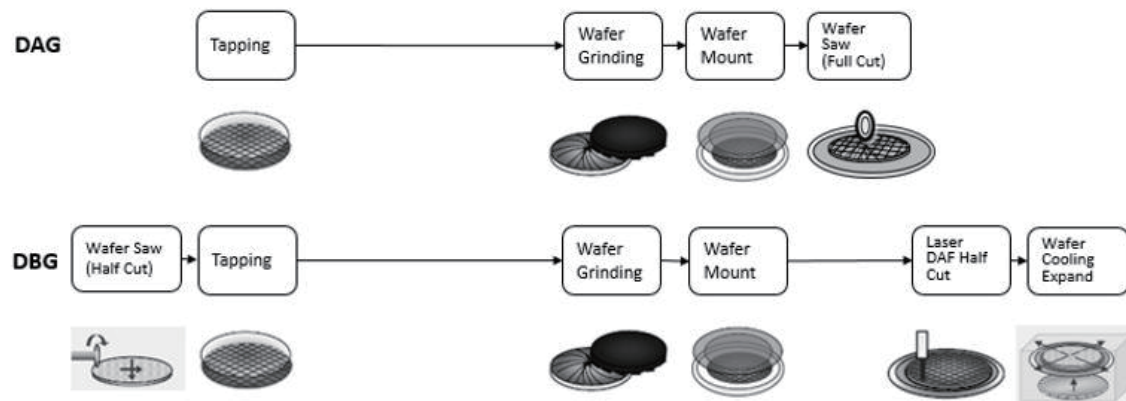 DAG
Tapping
Wafer
Grinding
Wafer
Mount
Wafer
Saw
(Full Cut)
DBG
Wafer Saw
(Half Cut)
Tapping
Wafer
Grinding
Wafer
Mount
Laser
DAF Half
Cut
Wafer
Cooling
Expand